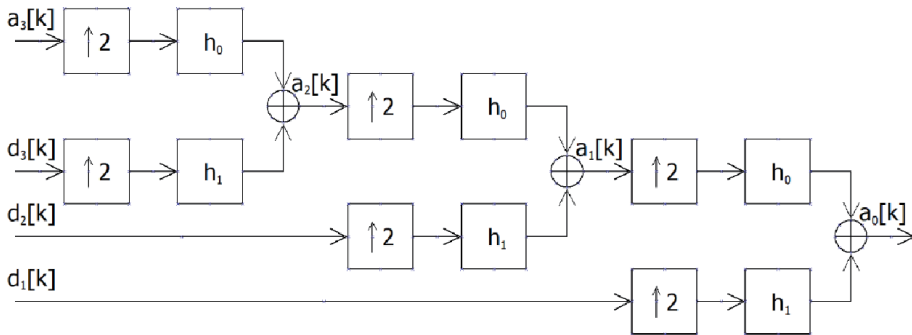 a₃[k]
↑2
h₀
a₂[k]
↑2
h₀
d₃[k]
↑2
h₁
a₁[k]
↑2
h₀
d₂[k]
↑2
h₁
a₀[k]
d₁[k]
↑2
h₁